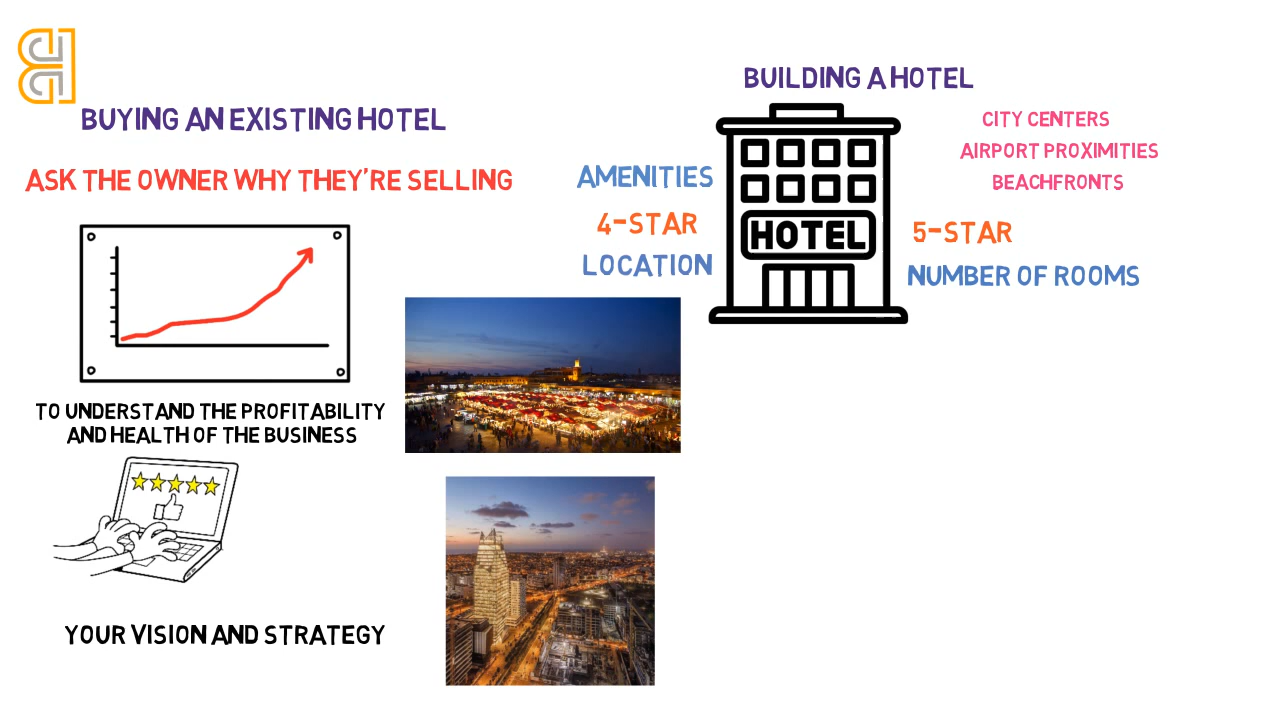 BUYING AN EXISTING HOTEL
ASK THE OWNER WHY THEY'RE SELLING
TO UNDERSTAND THE PROFITABILITY
AND HEALTH OF THE BUSINESS
YOUR VISION AND STRATEGY
BUILDING A HOTEL
AMENITIES
4-STAR
LOCATION
HOTEL
CITY CENTERS
AIRPORT PROXIMITIES
BEACHFRONTS
5-STAR
NUMBER OF ROOMS